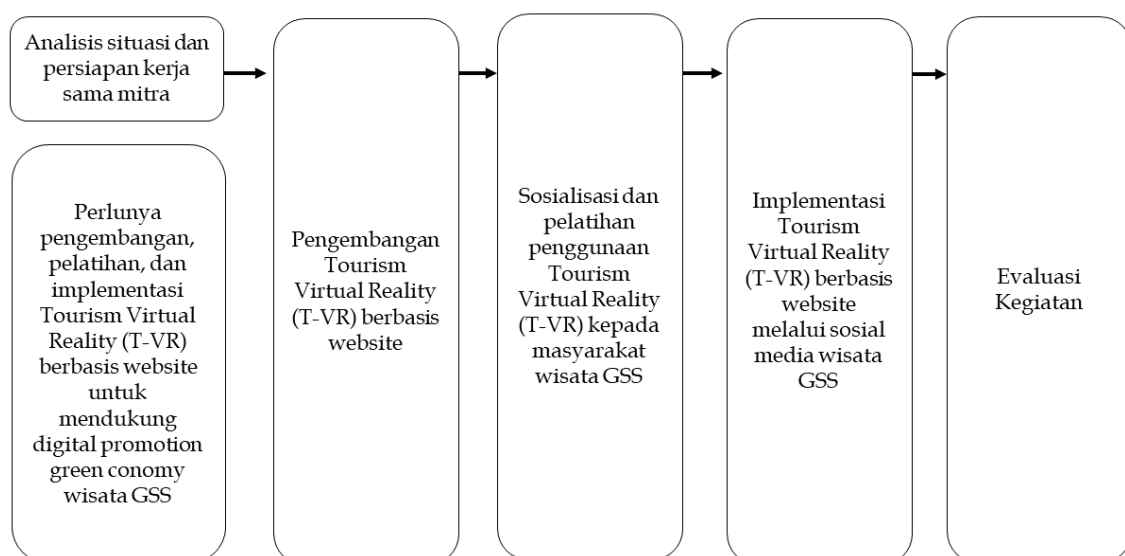 Analisis situasi dan
persiapan kerja
sama mitra
Perlunya
pengembangan,
pelatihan, dan
implementasi
Tourism Virtual
Reality (T-VR)
berbasis website
untuk
mendukung
digital promotion
green conomy
wisata GSS
Pengembangan
Tourism
Virtual Reality
(T-VR) berbasis
website
Sosialisasi dan
pelatihan
penggunaan
Tourism
Virtual Reality
(T-VR) kepada
masyarakat
wisata GSS
Implementasi
Tourism
Virtual Reality
(T-VR) berbasis
website
melalui sosial
media wisata
GSS
Evaluasi
Kegiatan